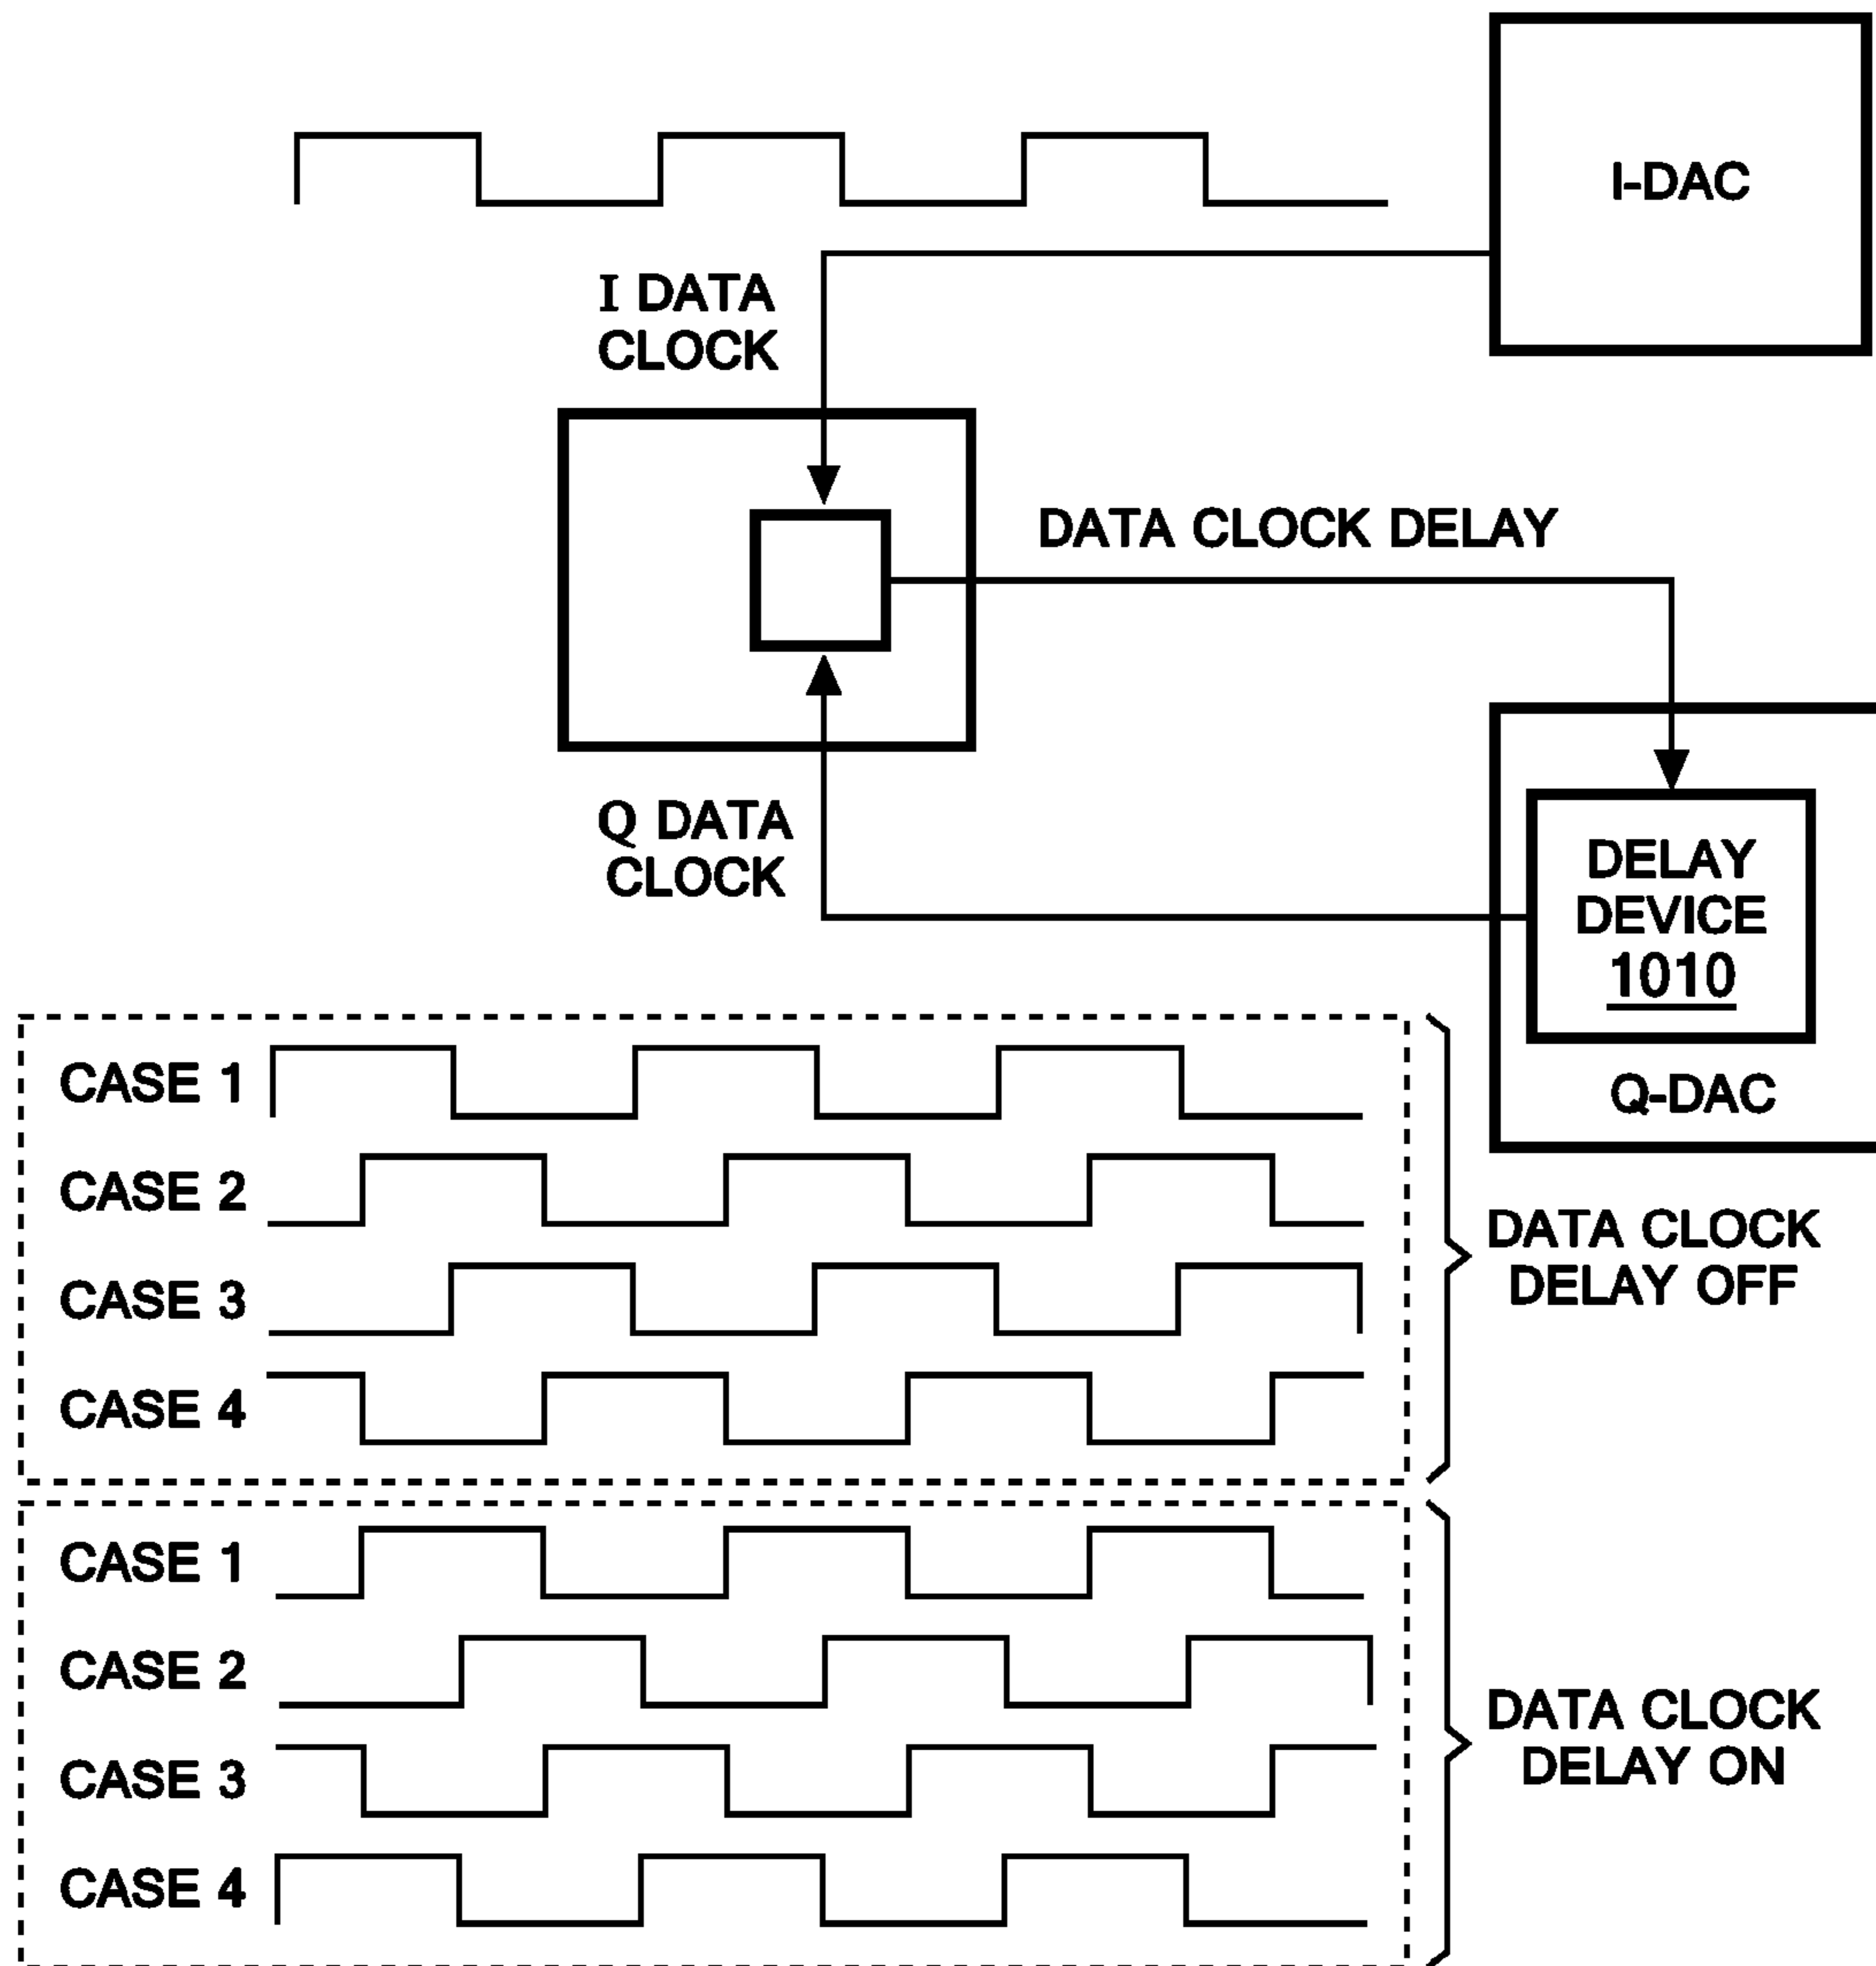 I-DAC
I DATA
CLOCK
DATA CLOCK DELAY
Q DATA
CLOCK
DELAY
DEVICE
1010
Q-DAC
CASE 1
CASE 2
CASE 3
CASE 4
DATA CLOCK
DELAY OFF
CASE 1
CASE 2
CASE 3
CASE 4
DATA CLOCK
DELAY ON